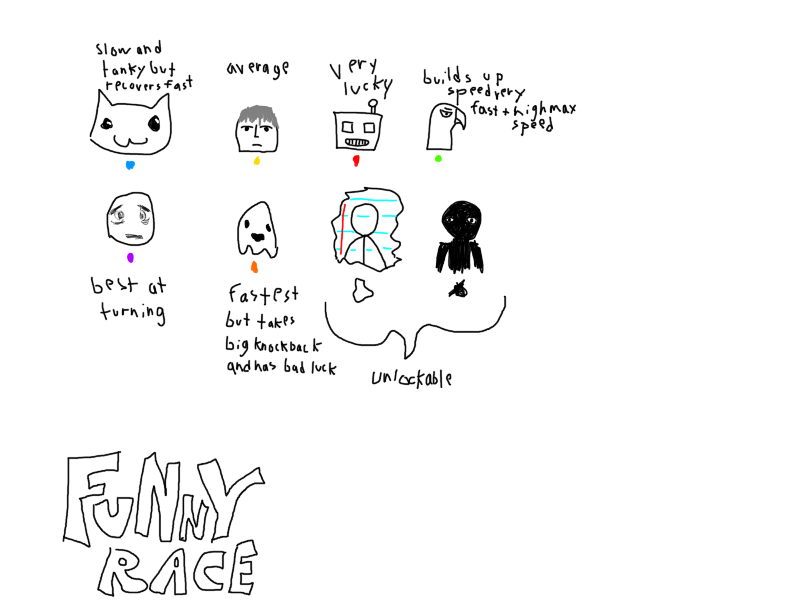 slow and
tanky but
recovers fast
average
very
lucky
builds up
speed very
fast + high max
speed
best at
turning
fastest
but takes
big knockback
and has bad luck
unlockable
FUNNY
RACE